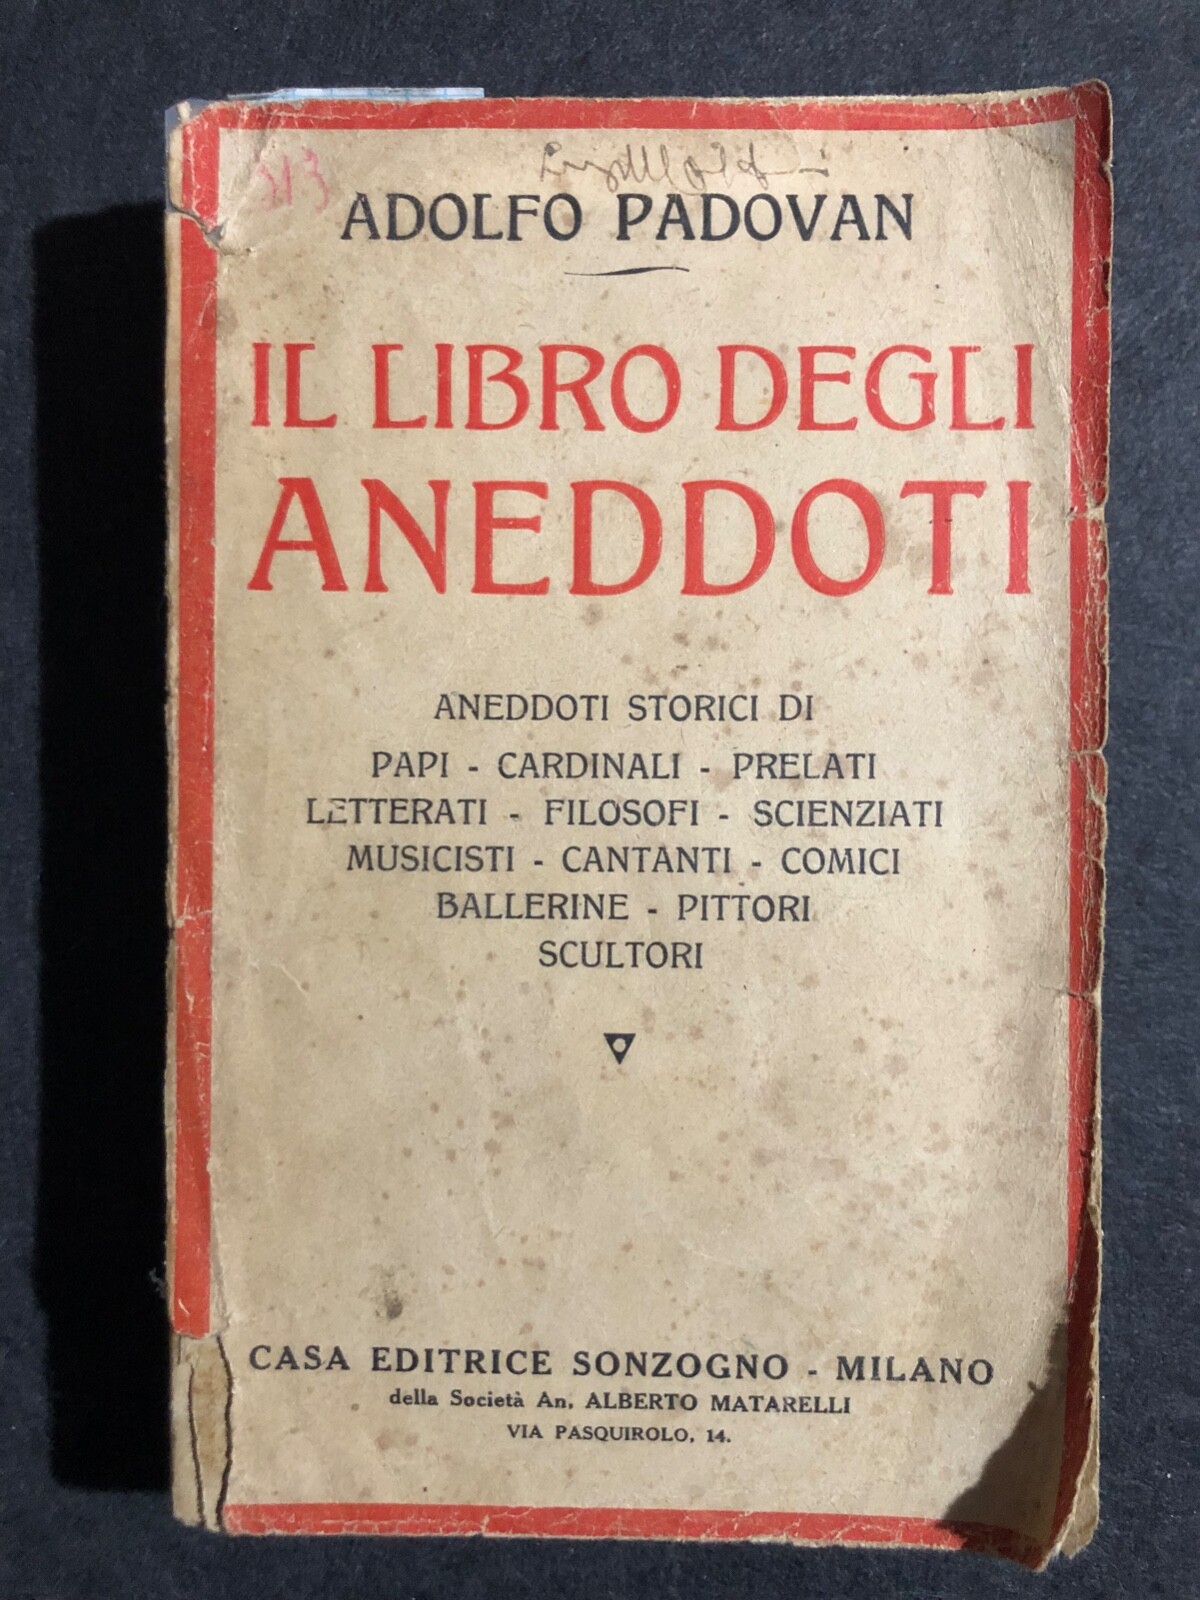 313
ADOLFO PADOVAN
IL LIBRO DEGLI
ANEDDOTI
ANEDDOTI STORICI DI
PAPI - CARDINALI - PRELATI
LETTERATI - FILOSOFI - SCIENZIATI
MUSICISTI - CANTANTI - COMICI
BALLERINE - PITTORI
SCULTORI
CASA EDITRICE SONZOGNO - MILANO
della Società An. ALBERTO MATARELLI
VIA PASQUIROLO, 14.